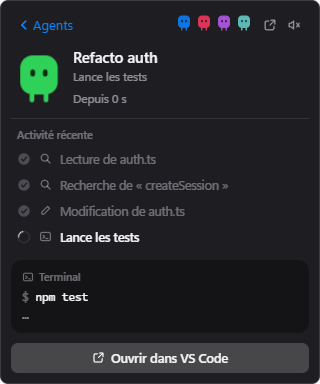 Agents
Refacto auth
Lance les tests
Depuis 0 s
Activité récente
Lecture de auth.ts
Recherche de « createSession »
Modification de auth.ts
Lance les tests
Terminal
$ npm test
…
Ouvrir dans VS Code